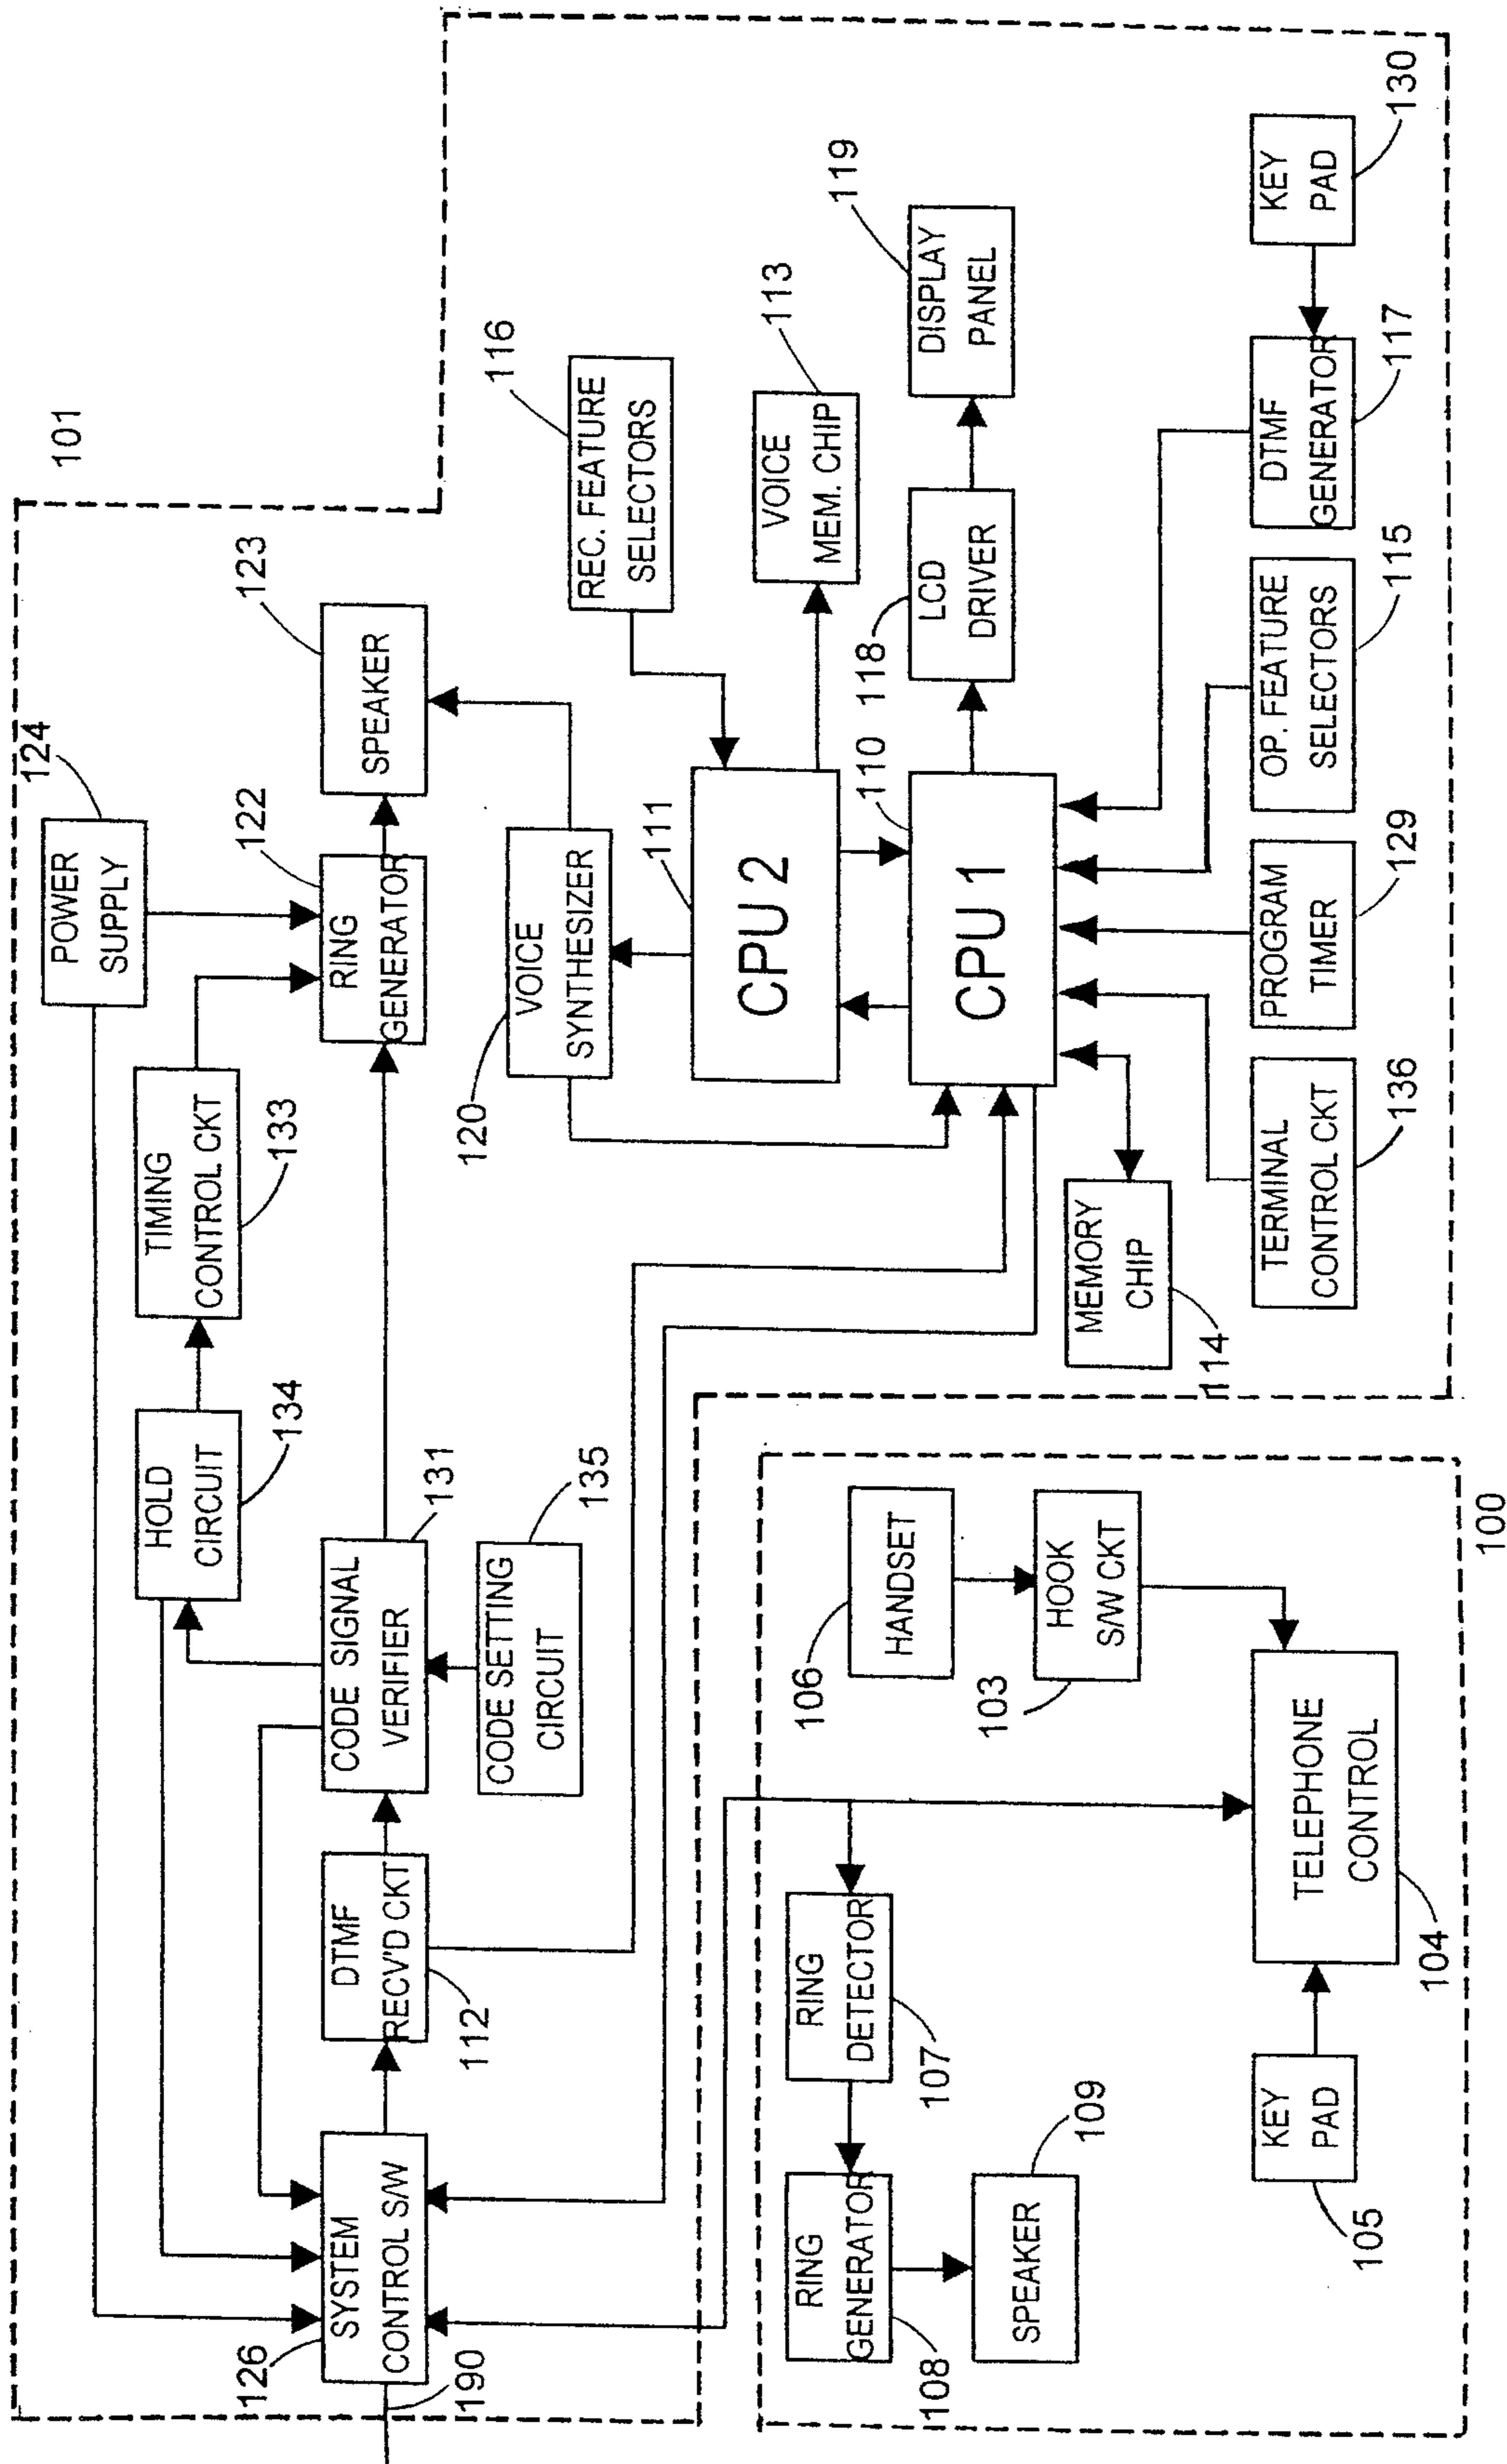 101
POWER
SUPPLY
124
TIMING
CONTROL CKT
133
HOLD
CIRCUIT
134
SYSTEM
CONTROL S/W
126
190
DTMF
RECV'D CKT
112
CODE SIGNAL
VERIFIER
131
CODE SETTING
CIRCUIT
135
RING
GENERATOR
122
SPEAKER
123
VOICE
SYNTHESIZER
120
REC. FEATURE
SELECTORS
116
CPU 2
111
VOICE
MEM. CHIP
113
CPU 1
110
LCD
DRIVER
118
DISPLAY
PANEL
119
MEMORY
CHIP
114
TERMINAL
CONTROL CKT
136
PROGRAM
TIMER
129
OP. FEATURE
SELECTORS
115
DTMF
GENERATOR
117
KEY
PAD
130
RING
GENERATOR
108
RING
DETECTOR
107
SPEAKER
109
HANDSET
106
HOOK
S/W CKT
103
KEY
PAD
105
TELEPHONE
CONTROL
104
100